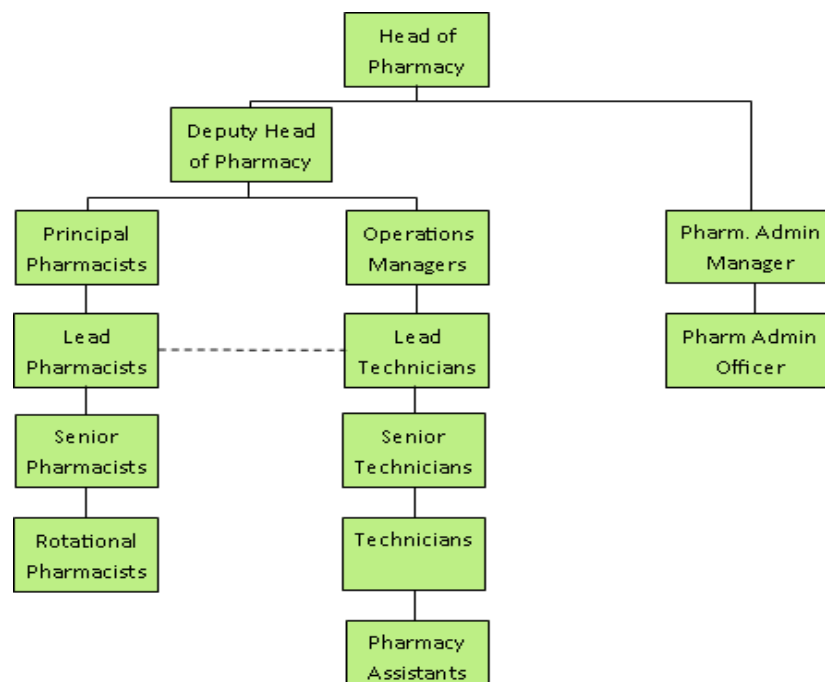 Head of
Pharmacy
Deputy Head
of Pharmacy
Principal
Pharmacists
Operations
Managers
Pharm. Admin
Manager
Lead
Pharmacists
Lead
Technicians
Pharm Admin
Officer
Senior
Pharmacists
Senior
Technicians
Rotational
Pharmacists
Technicians
Pharmacy
Assistants